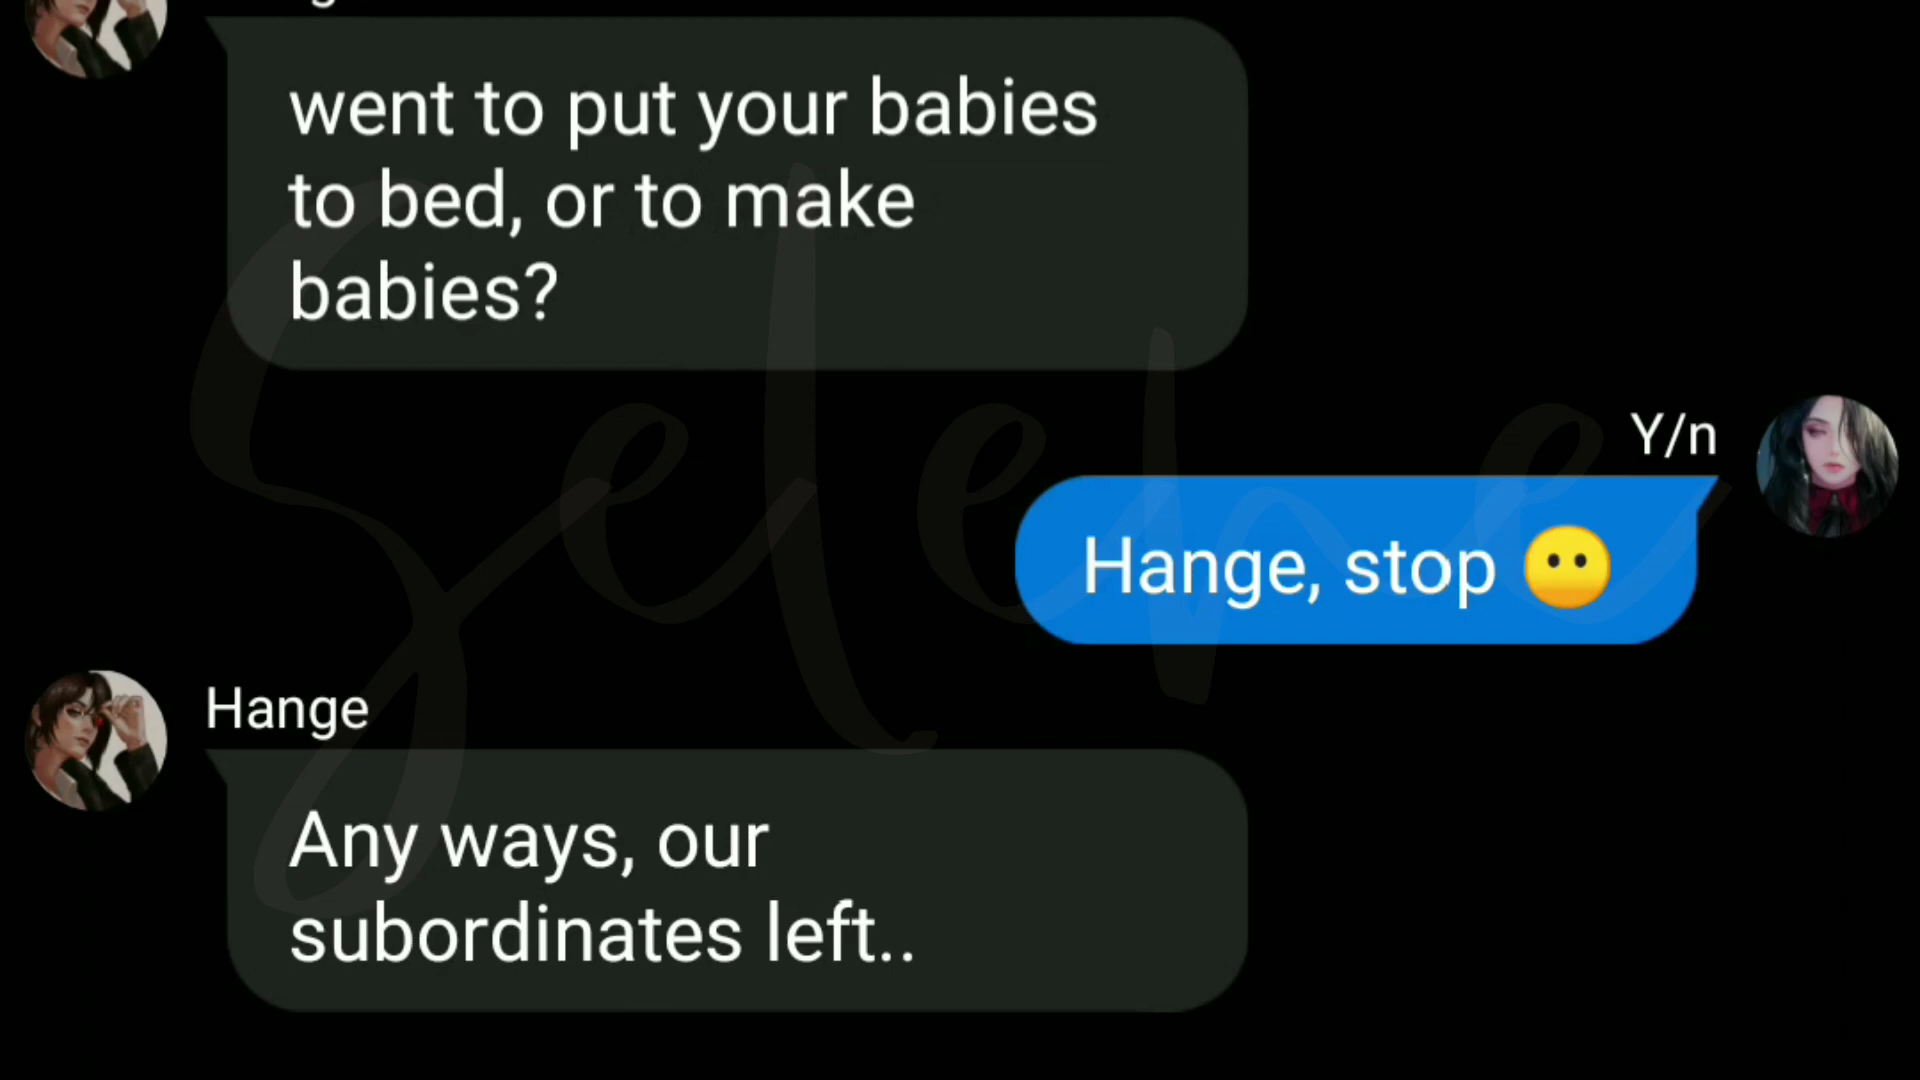 went to put your babies
to bed, or to make
babies?
Y/n
Hange, stop 😶
Hange
Any ways, our
subordinates left..
Selene